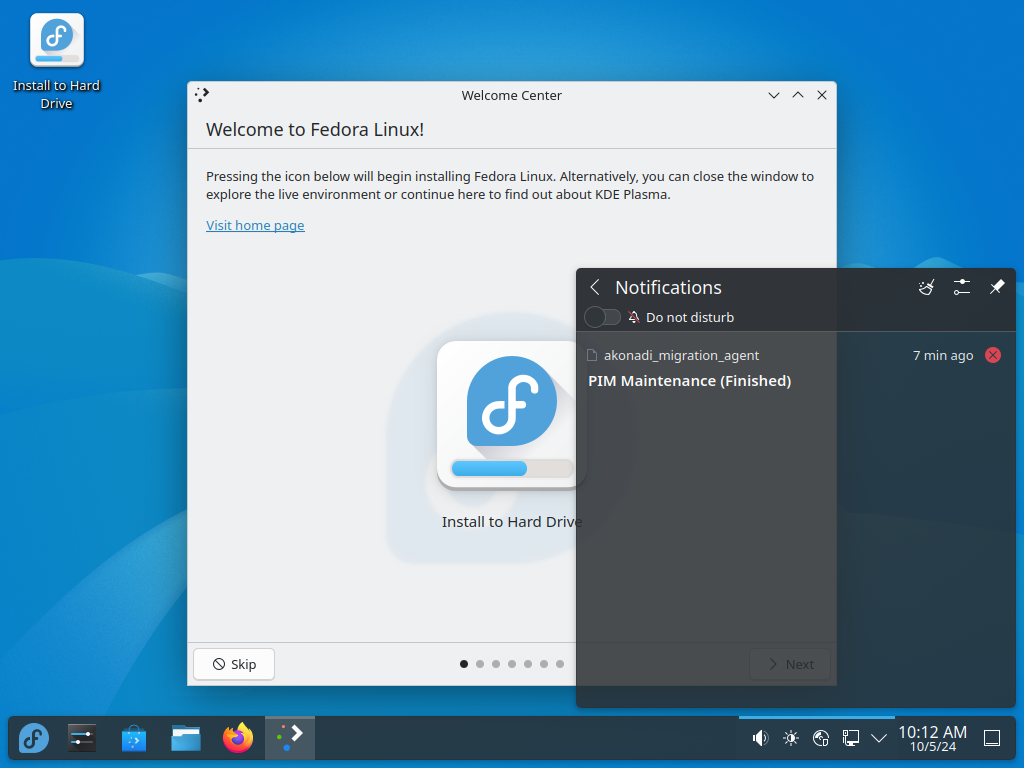 Install to Hard
Drive
Welcome Center
Welcome to Fedora Linux!
Pressing the icon below will begin installing Fedora Linux. Alternatively, you can close the window to
explore the live environment or continue here to find out about KDE Plasma.
Visit home page
Install to Hard Drive
Skip
Next
Notifications
Do not disturb
akonadi_migration_agent
7 min ago
PIM Maintenance (Finished)
10:12 AM
10/5/24